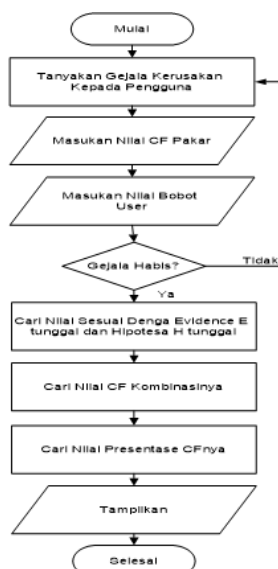 Mulai
Tanyakan Gejala Kerusakan
Kepada Pengguna
Masukan Nilai CF Pakar
Masukan Nilai Bobot
User
Gejala Habis?
Tidak
Ya
Cari Nilai Sesuai Denga Evidence E
tunggal dan Hipotesa H tunggal
Cari Nilai CF Kombinasinya
Cari Nilai Presentase CFnya
Tampilkan
Selesai